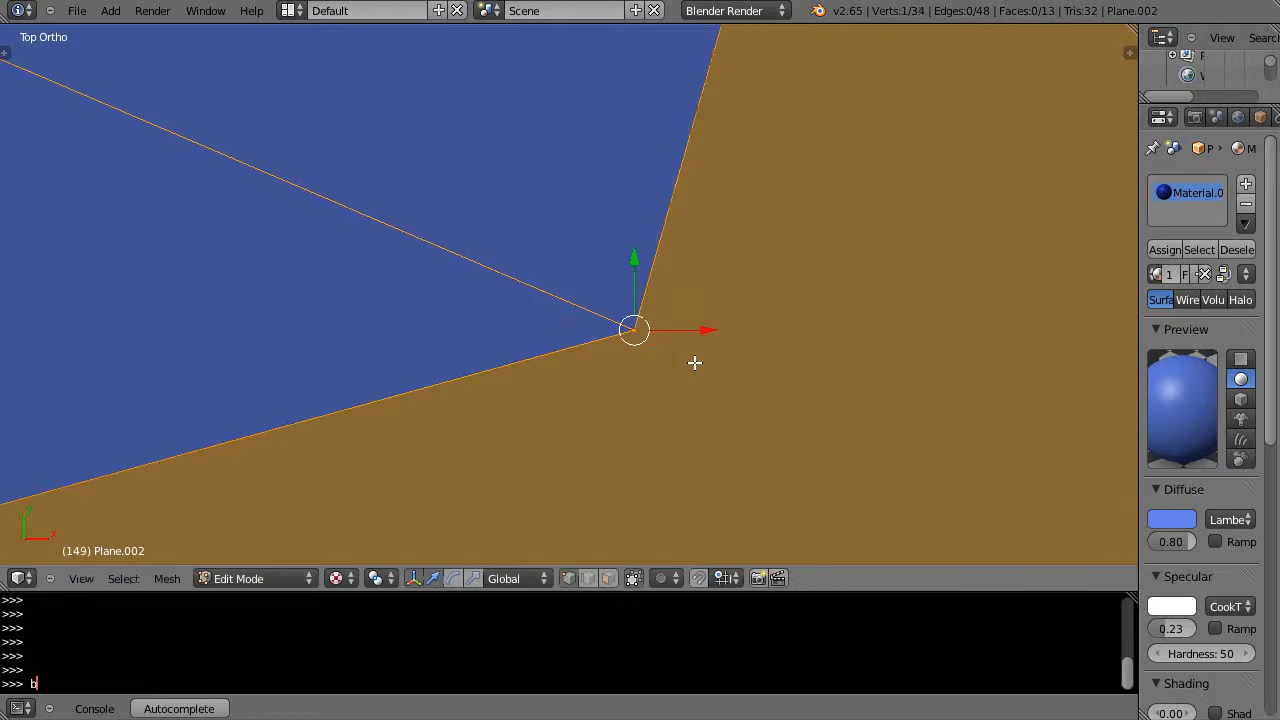 File Add Render Window Help Default Scene Blender Render v2.65 | Verts:1/34 | Edges:0/48 | Faces:0/13 | Tris:32 | Plane.002
Top Ortho
View Search
P M
Material.0
Assign Select Desele
1 F
Surfa Wire Volu Halo
Preview
Diffuse
Lambe
0.80 Ramp
Specular
CookT
0.23 Ramp
Hardness: 50
Shading
0.00 Shad
y
x
(149) Plane.002
View Select Mesh Edit Mode Global
>>>
>>>
>>>
>>>
>>>
>>>
>>> b
Console Autocomplete